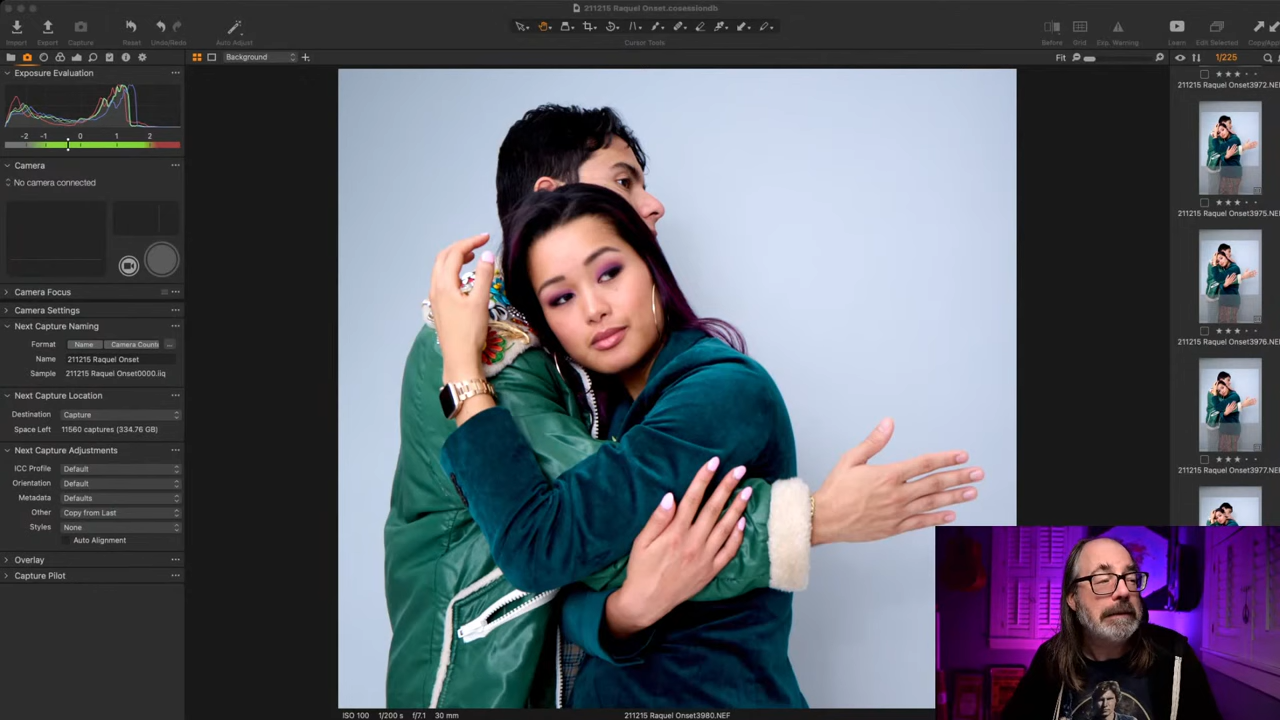 211215 Raquel Onset.cosessiondb
Import
Export
Capture
Reset
Undo/Redo
Auto Adjust
Cursor Tools
Before
Grid
Exp. Warning
Learn
Edit Selected
Background
Fit
1/225
Exposure Evaluation
-2 -1 0 1 2
Camera
No camera connected
Camera Focus
Camera Settings
Next Capture Naming
Format Name Camera Counte ...
Name 211215 Raquel Onset
Sample 211215 Raquel Onset0000.iiq
Next Capture Location
Destination Capture
Space Left 11560 captures (334.76 GB)
Next Capture Adjustments
ICC Profile Default
Orientation Default
Metadata Defaults
Other Copy from Last
Styles None
Auto Alignment
Overlay
Capture Pilot
211215 Raquel Onset3972.NEF
211215 Raquel Onset3975.NEF
211215 Raquel Onset3976.NEF
211215 Raquel Onset3977.NEF
ISO 100 1/200 s f/7.1 30 mm
211215 Raquel Onset3980.NEF